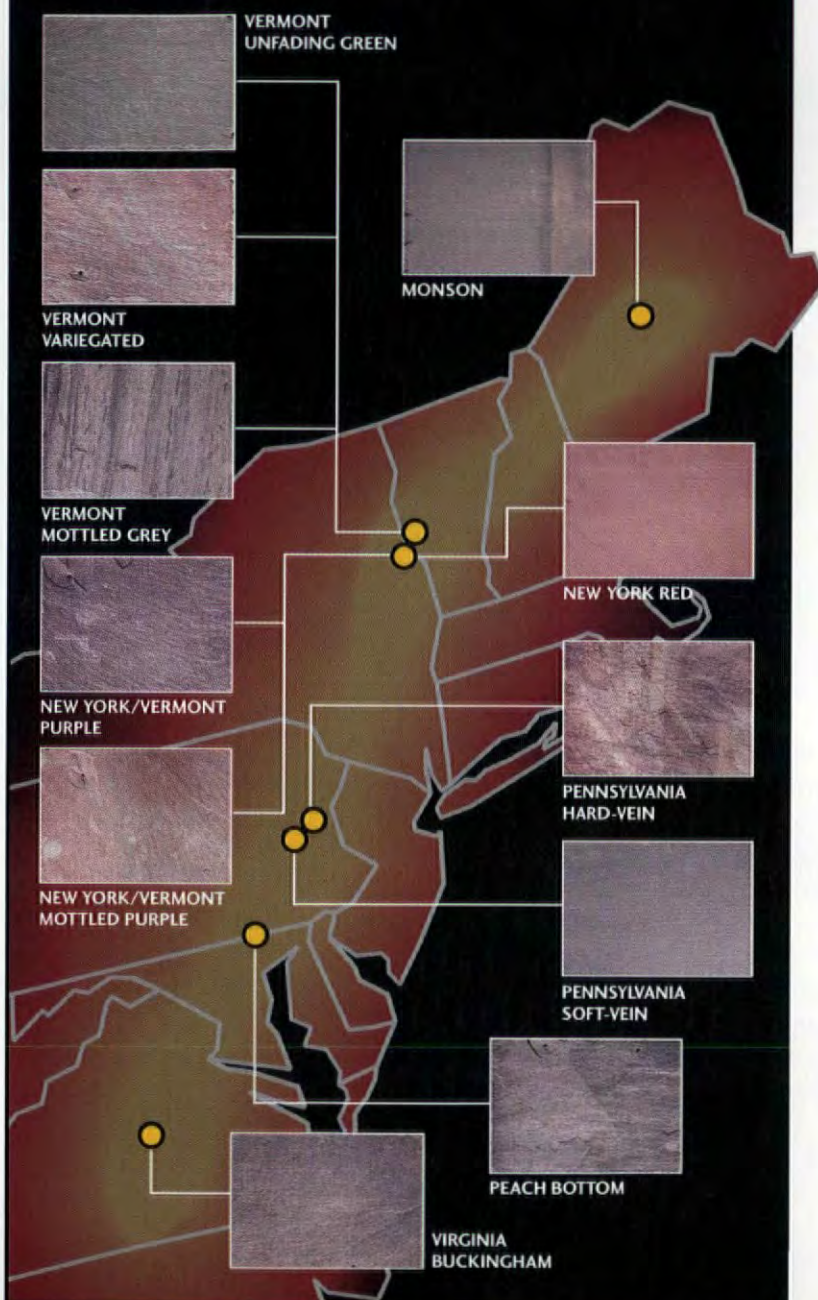 VERMONT
UNFADING GREEN
MONSON
VERMONT
VARIEGATED
VERMONT
MOTTLED GREY
NEW YORK RED
NEW YORK/VERMONT
PURPLE
PENNSYLVANIA
HARD-VEIN
NEW YORK/VERMONT
MOTTLED PURPLE
PENNSYLVANIA
SOFT-VEIN
PEACH BOTTOM
VIRGINIA
BUCKINGHAM